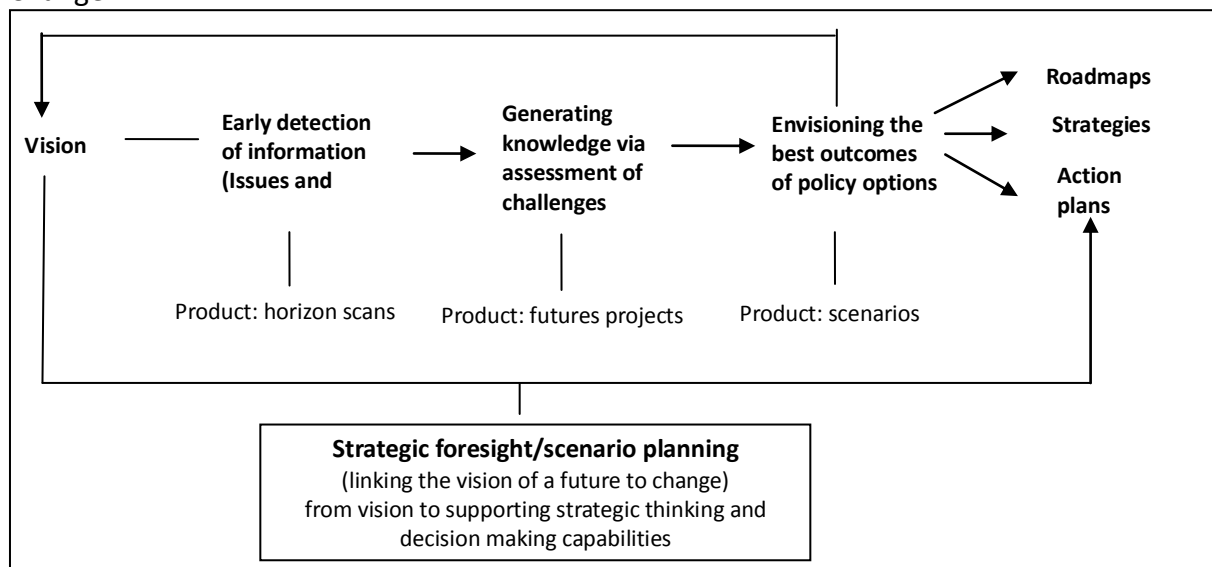 Vision
Early detection
of information
(Issues and
Generating
knowledge via
assessment of
challenges
Envisioning the
best outcomes
of policy options
Roadmaps
Strategies
Action
plans
Product: horizon scans
Product: futures projects
Product: scenarios
Strategic foresight/scenario planning
(linking the vision of a future to change)
from vision to supporting strategic thinking and
decision making capabilities